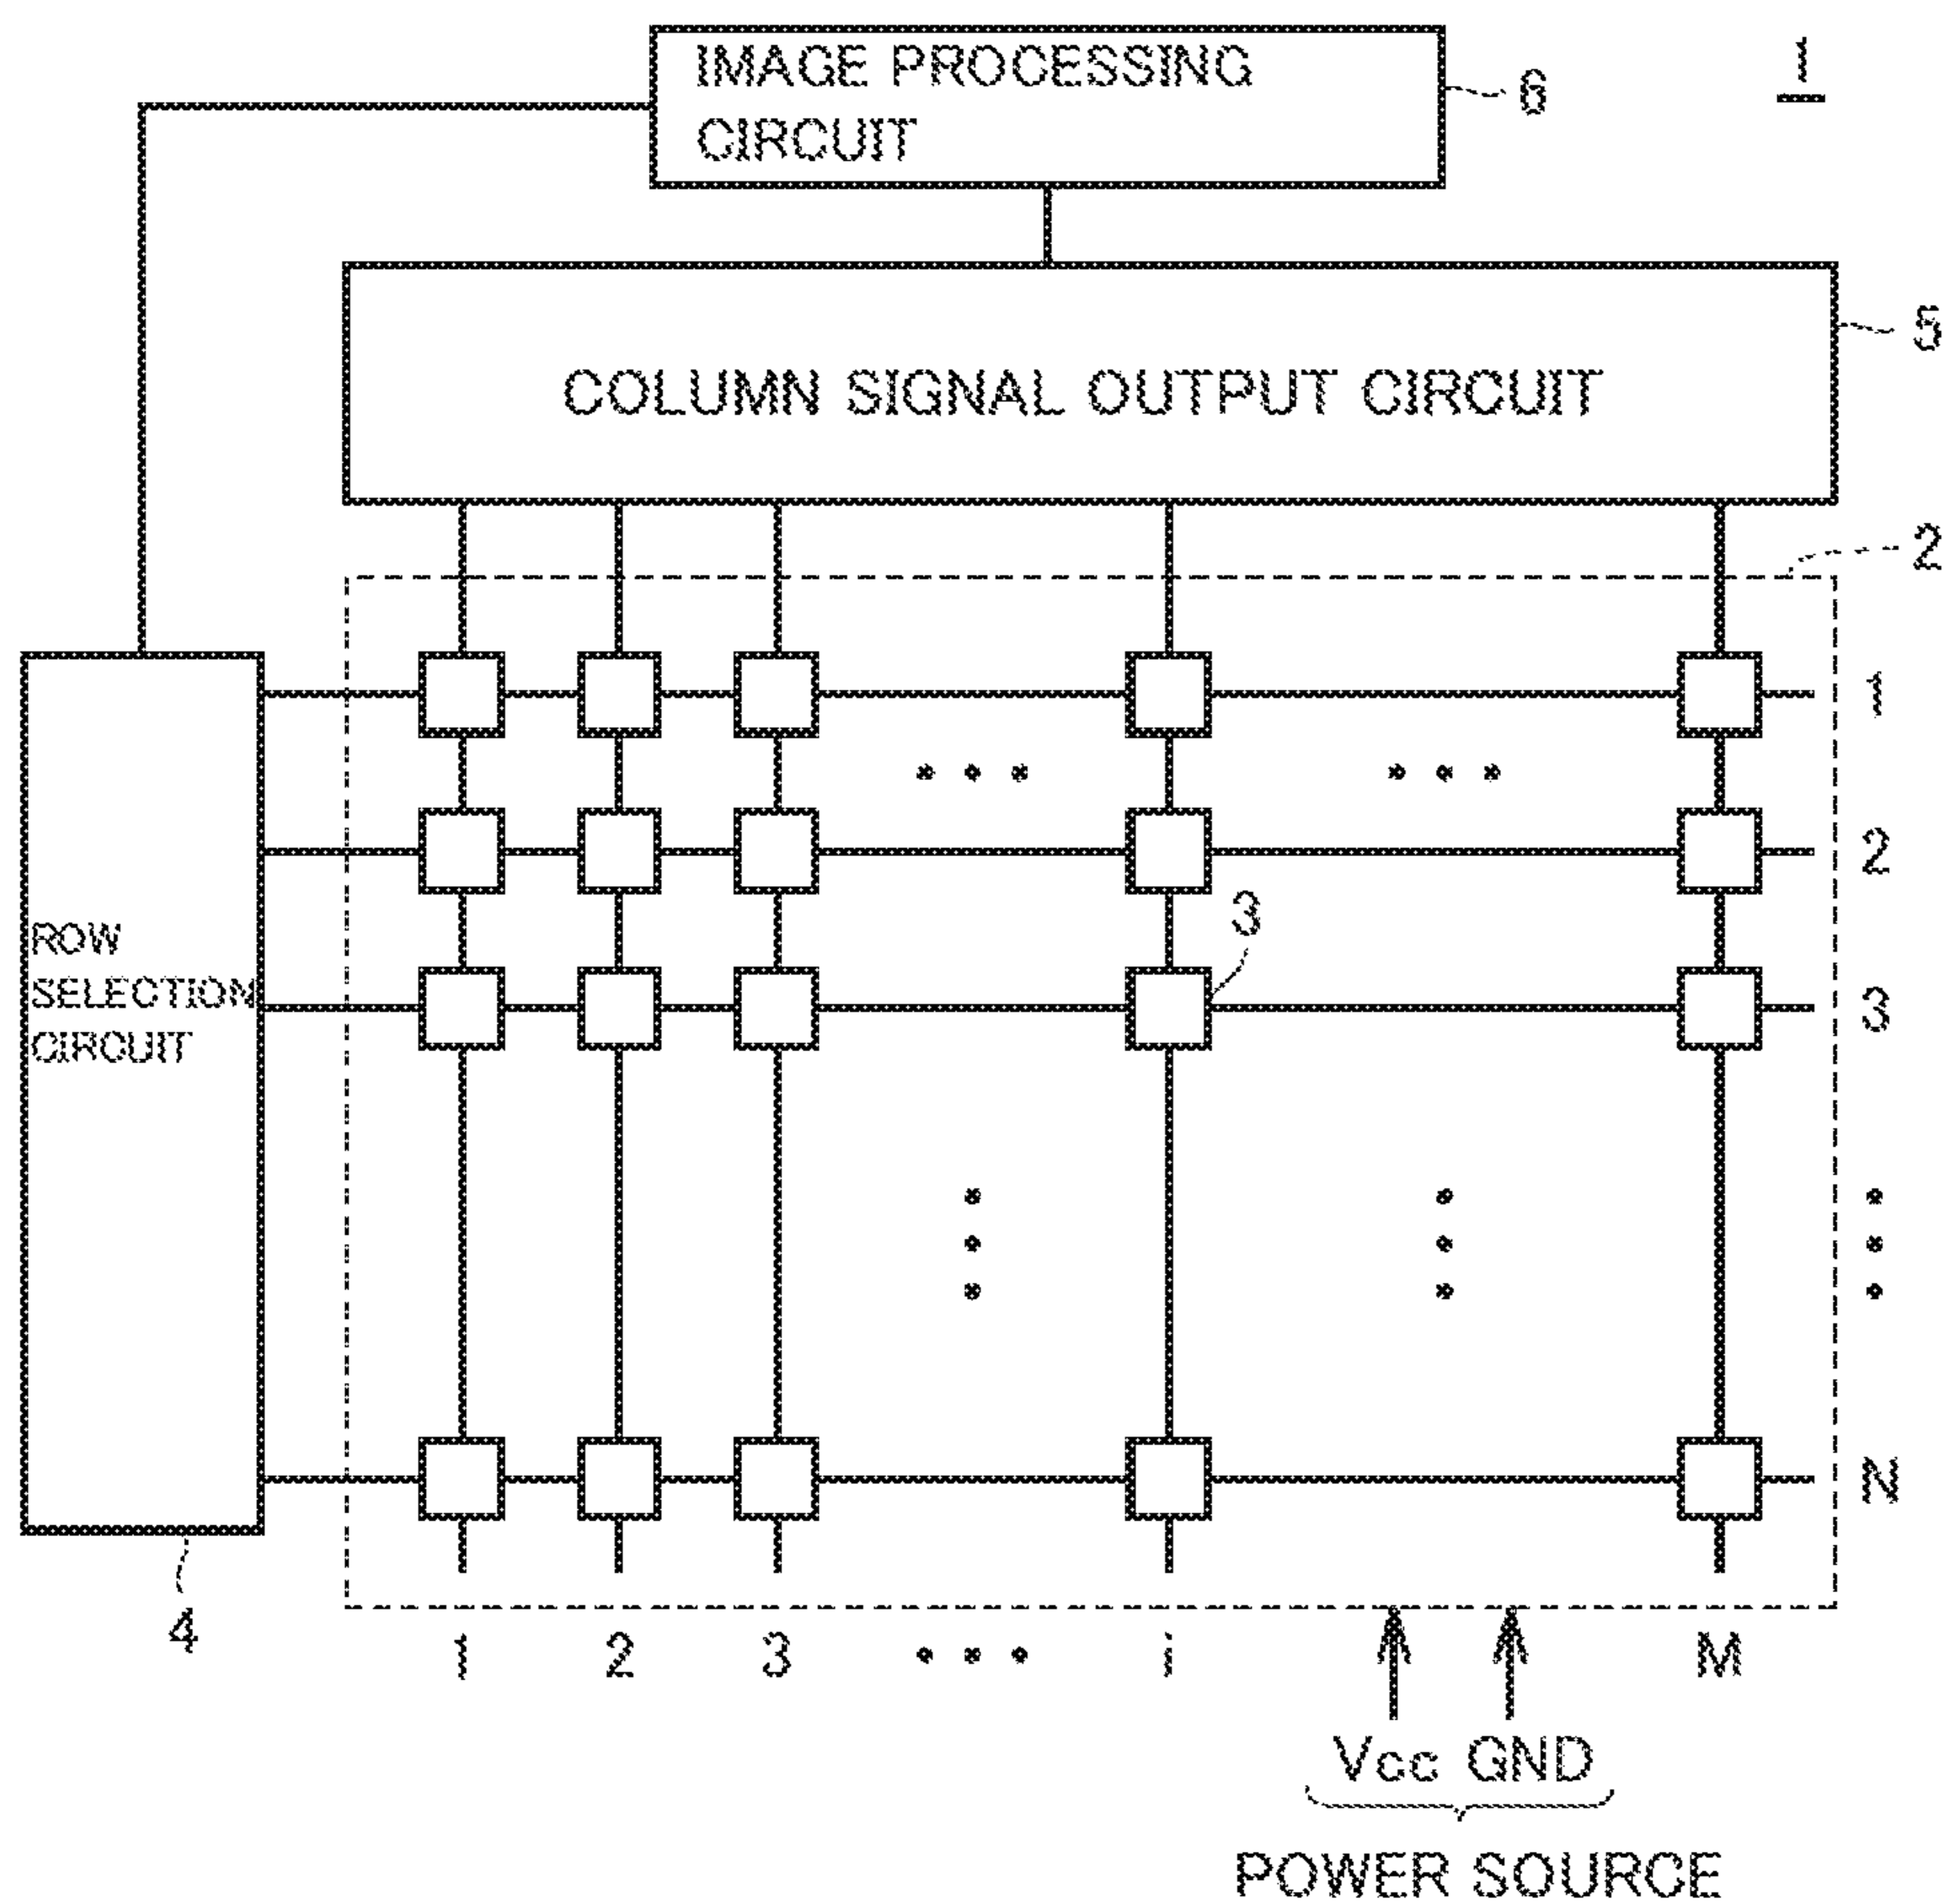 IMAGE PROCESSING
CIRCUIT
6
1
COLUMN SIGNAL OUTPUT CIRCUIT
5
2
1
2
3
3
ROW
SELECTION
CIRCUIT
N
4
1 2 3 • • • i M
Vcc GND
POWER SOURCE